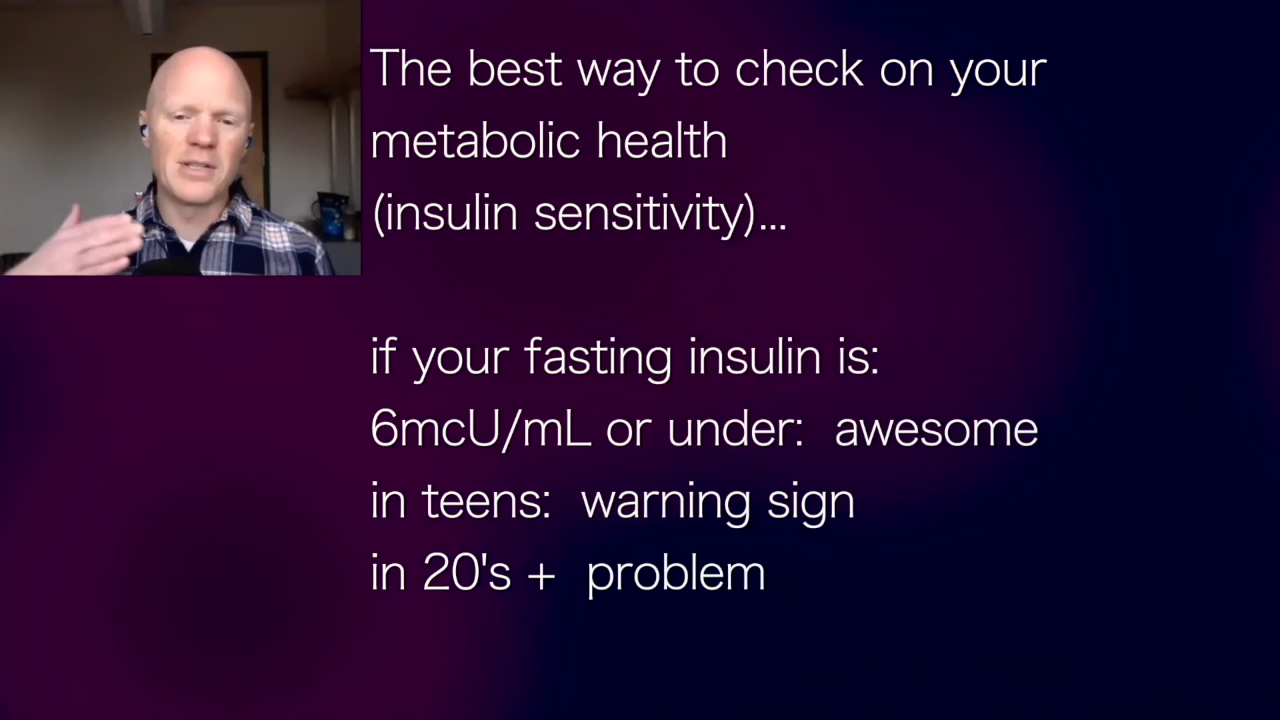 The best way to check on your
metabolic health
(insulin sensitivity)...
if your fasting insulin is:
6mcU/mL or under:  awesome
in teens:  warning sign
in 20's +  problem